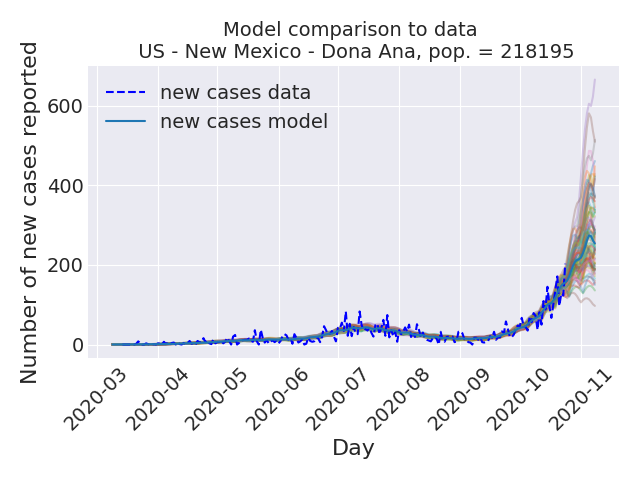 Model comparison to data
US - New Mexico - Dona Ana, pop. = 218195
Number of new cases reported
600
400
200
0
new cases data
new cases model
2020-03
2020-04
2020-05
2020-06
2020-07
2020-08
2020-09
2020-10
2020-11
Day